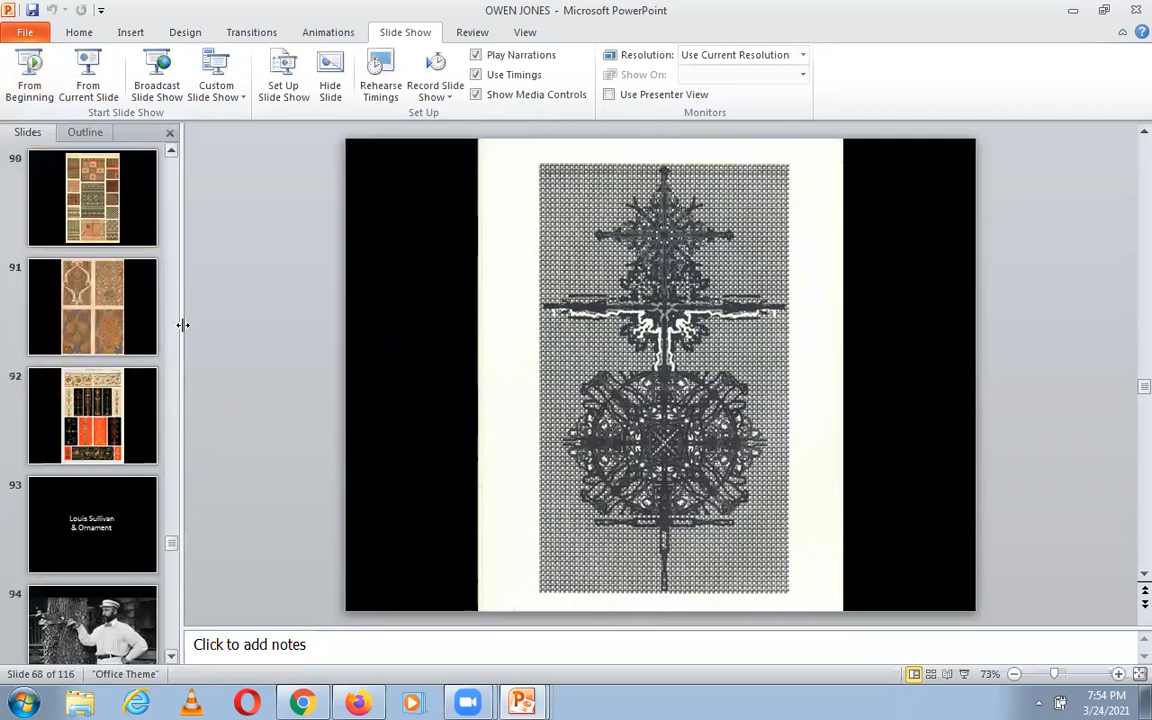 OWEN JONES - Microsoft PowerPoint
File Home Insert Design Transitions Animations Slide Show Review View
From Beginning
From Current Slide
Broadcast Slide Show
Custom Slide Show
Start Slide Show
Set Up Slide Show
Hide Slide
Rehearse Timings
Record Slide Show
Play Narrations
Use Timings
Show Media Controls
Set Up
Resolution: Use Current Resolution
Show On:
Use Presenter View
Monitors
Slides Outline
90
91
92
93
Louis Sullivan
& Ornament
94
Click to add notes
Slide 68 of 116 "Office Theme" 73%
7:54 PM
3/24/2021